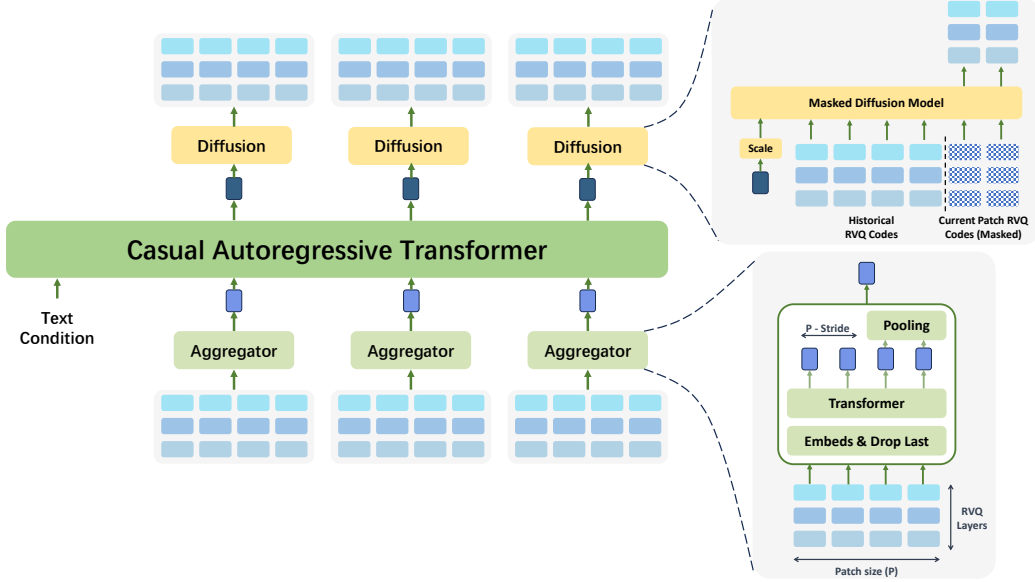 Diffusion
Diffusion
Diffusion
Casual Autoregressive Transformer
Text
Condition
Aggregator
Aggregator
Aggregator
Masked Diffusion Model
Scale
Historical
RVQ Codes
Current Patch RVQ
Codes (Masked)
P - Stride
Pooling
Transformer
Embeds & Drop Last
RVQ
Layers
Patch size (P)